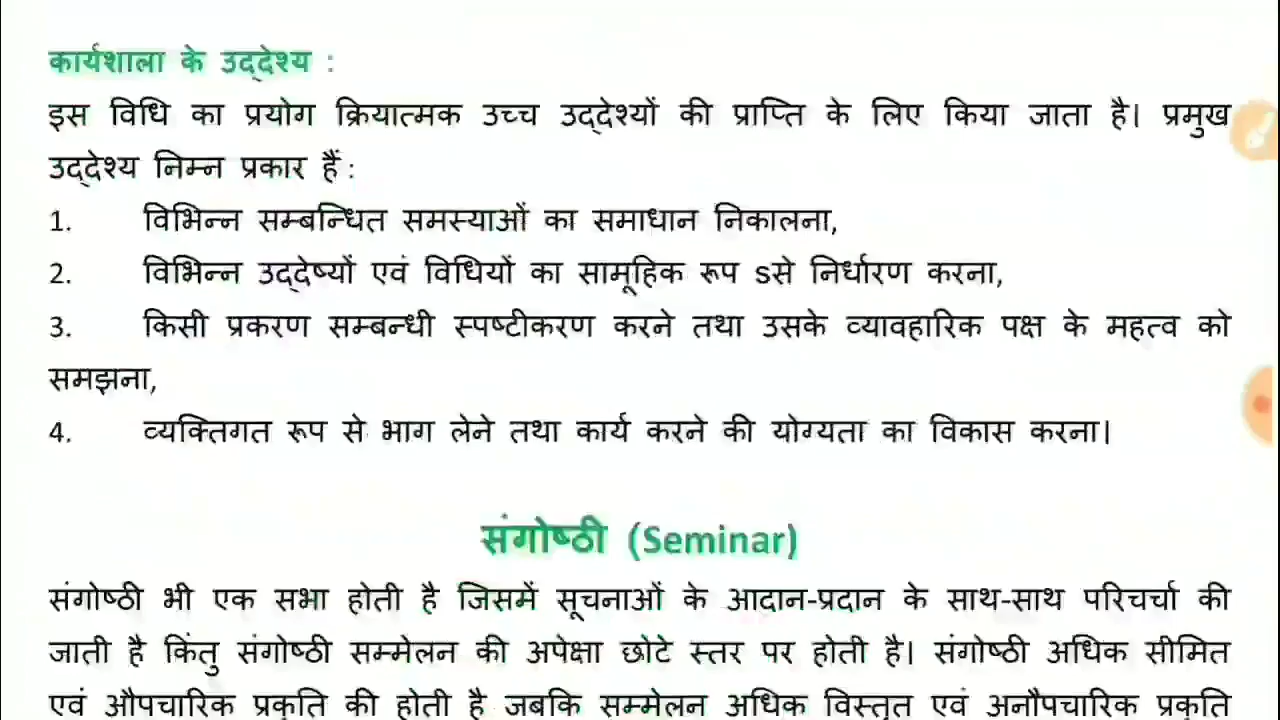 कार्यशाला के उद्देश्य :
इस विधि का प्रयोग क्रियात्मक उच्च उद्देश्यों की प्राप्ति के लिए किया जाता है। प्रमुख
उद्देश्य निम्न प्रकार हैं :
1. विभिन्न सम्बन्धित समस्याओं का समाधान निकालना,
2. विभिन्न उद्देष्यों एवं विधियों का सामूहिक रूप sसे निर्धारण करना,
3. किसी प्रकरण सम्बन्धी स्पष्टीकरण करने तथा उसके व्यावहारिक पक्ष के महत्व को
समझना,
4. व्यक्तिगत रूप से भाग लेने तथा कार्य करने की योग्यता का विकास करना।
संगोष्ठी (Seminar)
संगोष्ठी भी एक सभा होती है जिसमें सूचनाओं के आदान-प्रदान के साथ-साथ परिचर्चा की
जाती है किंतु संगोष्ठी सम्मेलन की अपेक्षा छोटे स्तर पर होती है। संगोष्ठी अधिक सीमित
एवं औपचारिक प्रकृति की होती है जबकि सम्मेलन अधिक विस्तृत एवं अनौपचारिक प्रकृति